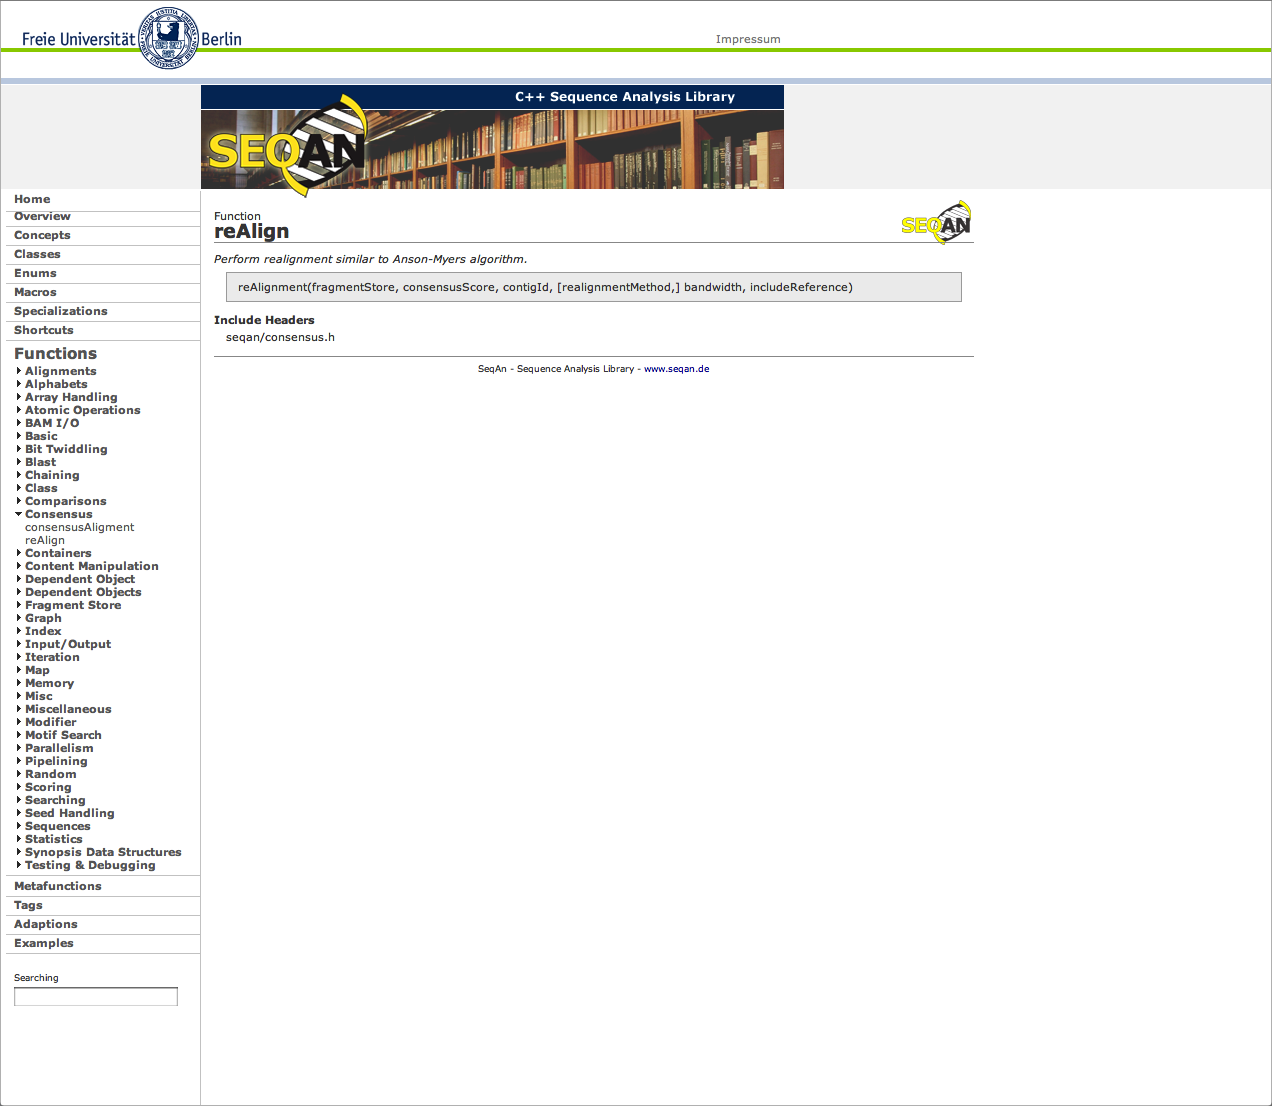 Freie Universität Berlin
Impressum
C++ Sequence Analysis Library
SEQAN
Home
Overview
Concepts
Classes
Enums
Macros
Specializations
Shortcuts
Functions
Alignments
Alphabets
Array Handling
Atomic Operations
BAM I/O
Basic
Bit Twiddling
Blast
Chaining
Class
Comparisons
Consensus
consensusAligment
reAlign
Containers
Content Manipulation
Dependent Object
Dependent Objects
Fragment Store
Graph
Index
Input/Output
Iteration
Map
Memory
Misc
Miscellaneous
Modifier
Motif Search
Parallelism
Pipelining
Random
Scoring
Searching
Seed Handling
Sequences
Statistics
Synopsis Data Structures
Testing & Debugging
Metafunctions
Tags
Adaptions
Examples
Searching
Function
reAlign
SEQAN
Perform realignment similar to Anson-Myers algorithm.
reAlignment(fragmentStore, consensusScore, contigId, [realignmentMethod,] bandwidth, includeReference)
Include Headers
seqan/consensus.h
SeqAn - Sequence Analysis Library - www.seqan.de